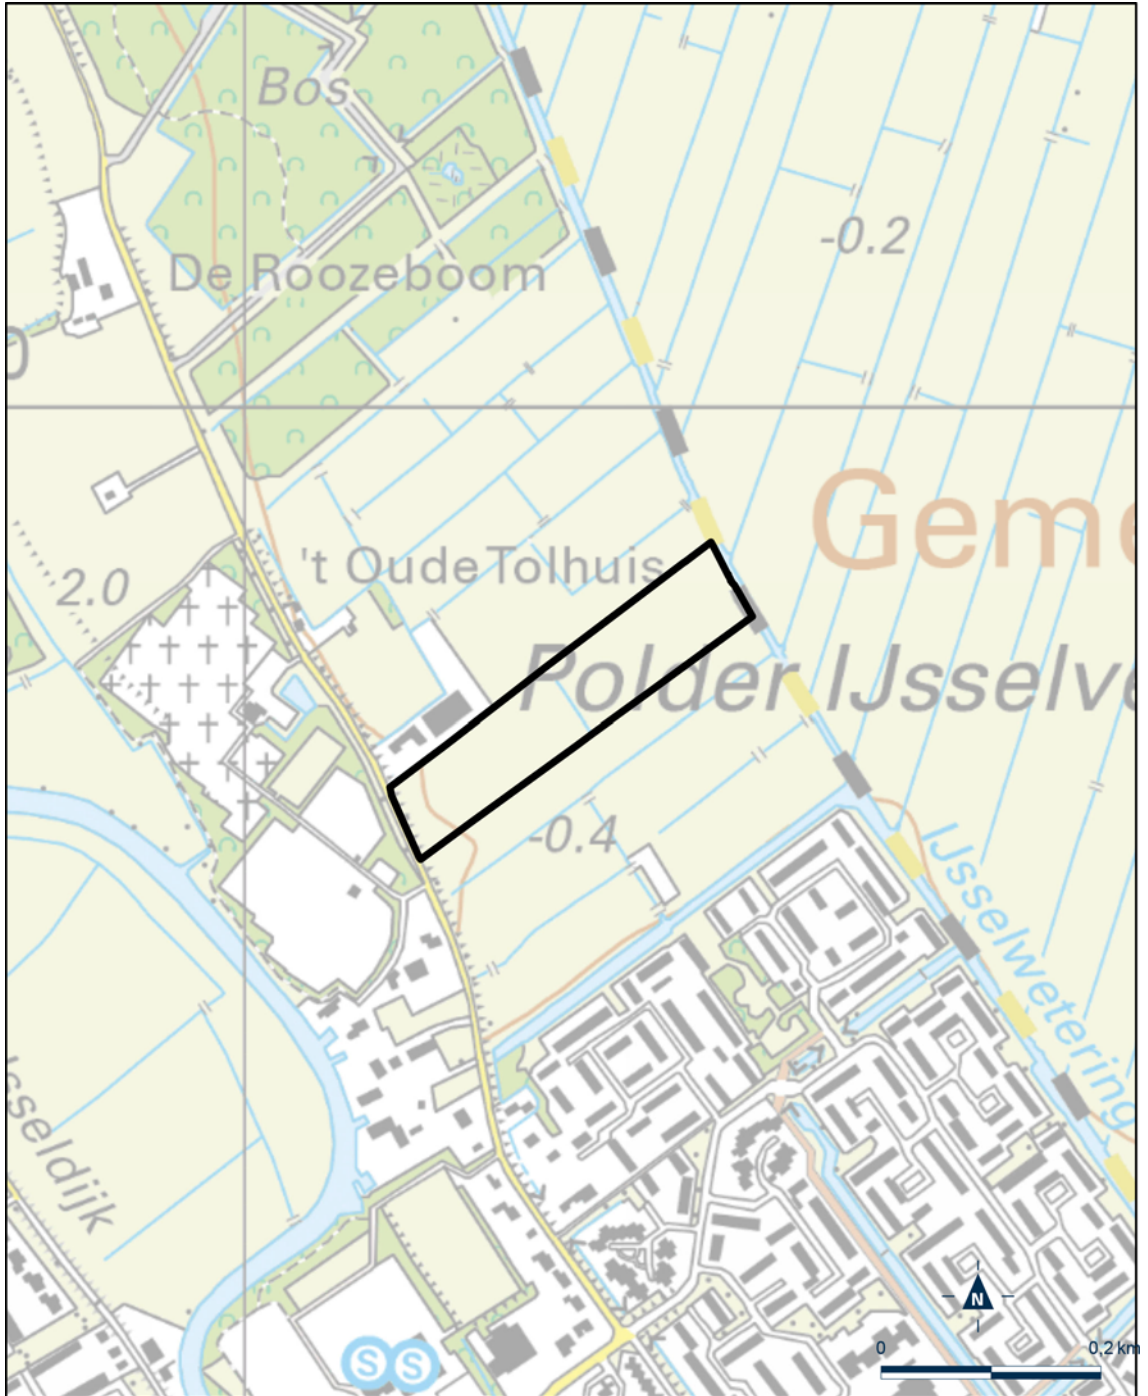 Bos
-0.2
De Roozeboom
0
Geme
't Oude Tolhuis
2.0
Polder IJsselve
-0.4
IJsselwetering
sseldijk
N
S S
0 0.2 km